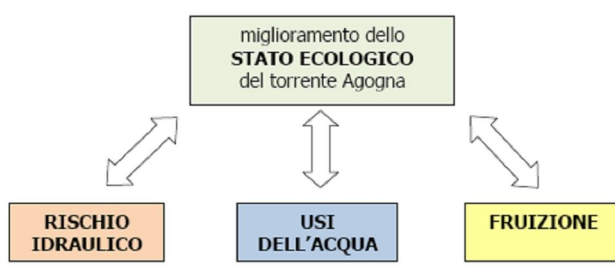 miglioramento dello
STATO ECOLOGICO
del torrente Agogna
RISCHIO
IDRAULICO
USI
DELL'ACQUA
FRUIZIONE